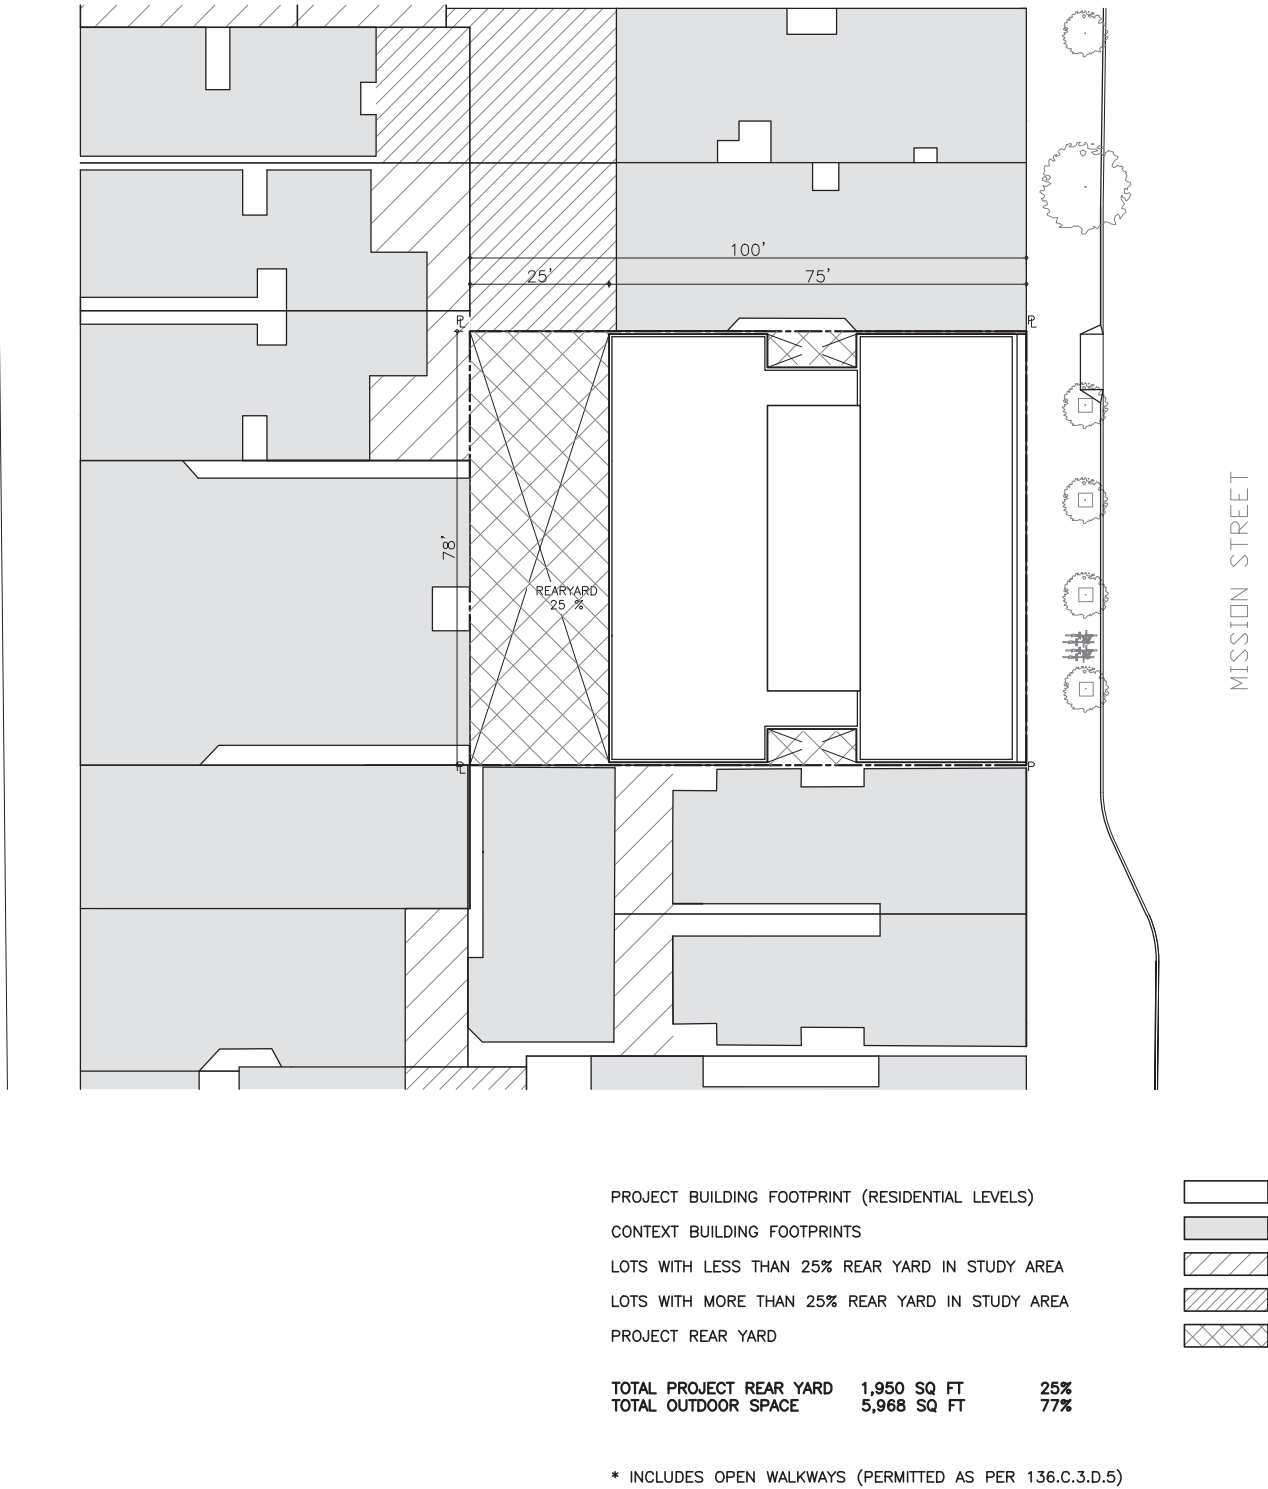 100'
25'
75'
PL
PL
78'
REARYARD
25 %
MISSION STREET
PL
P
PROJECT BUILDING FOOTPRINT (RESIDENTIAL LEVELS)
CONTEXT BUILDING FOOTPRINTS
LOTS WITH LESS THAN 25% REAR YARD IN STUDY AREA
LOTS WITH MORE THAN 25% REAR YARD IN STUDY AREA
PROJECT REAR YARD
TOTAL PROJECT REAR YARD 1,950 SQ FT 25%
TOTAL OUTDOOR SPACE 5,968 SQ FT 77%
* INCLUDES OPEN WALKWAYS (PERMITTED AS PER 136.C.3.D.5)